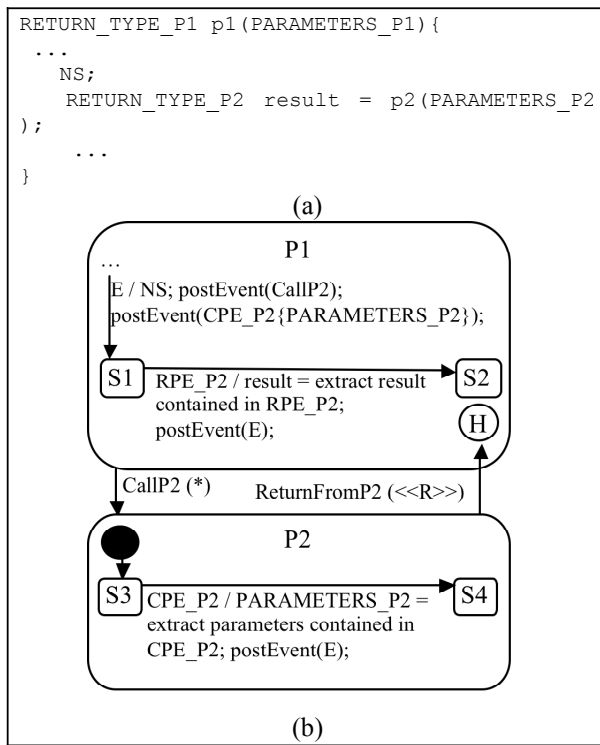 RETURN_TYPE_P1 p1(PARAMETERS_P1){
...
NS;
RETURN_TYPE_P2 result = p2(PARAMETERS_P2
);
...
}
(a)
P1
...
E / NS; postEvent(CallP2);
postEvent(CPE_P2{PARAMETERS_P2});
S1
S2
RPE_P2 / result = extract result
contained in RPE_P2;
postEvent(E);
H
CallP2 (*)
ReturnFromP2 (<<R>>)
P2
S3
S4
CPE_P2 / PARAMETERS_P2 =
extract parameters contained in
CPE_P2; postEvent(E);
(b)